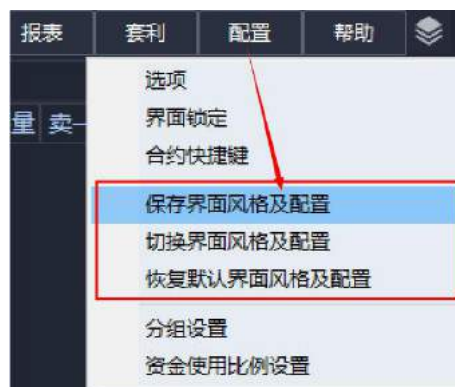 报表 套利 配置 帮助
量 卖一
选项
界面锁定
合约快捷键
保存界面风格及配置
切换界面风格及配置
恢复默认界面风格及配置
分组设置
资金使用比例设置